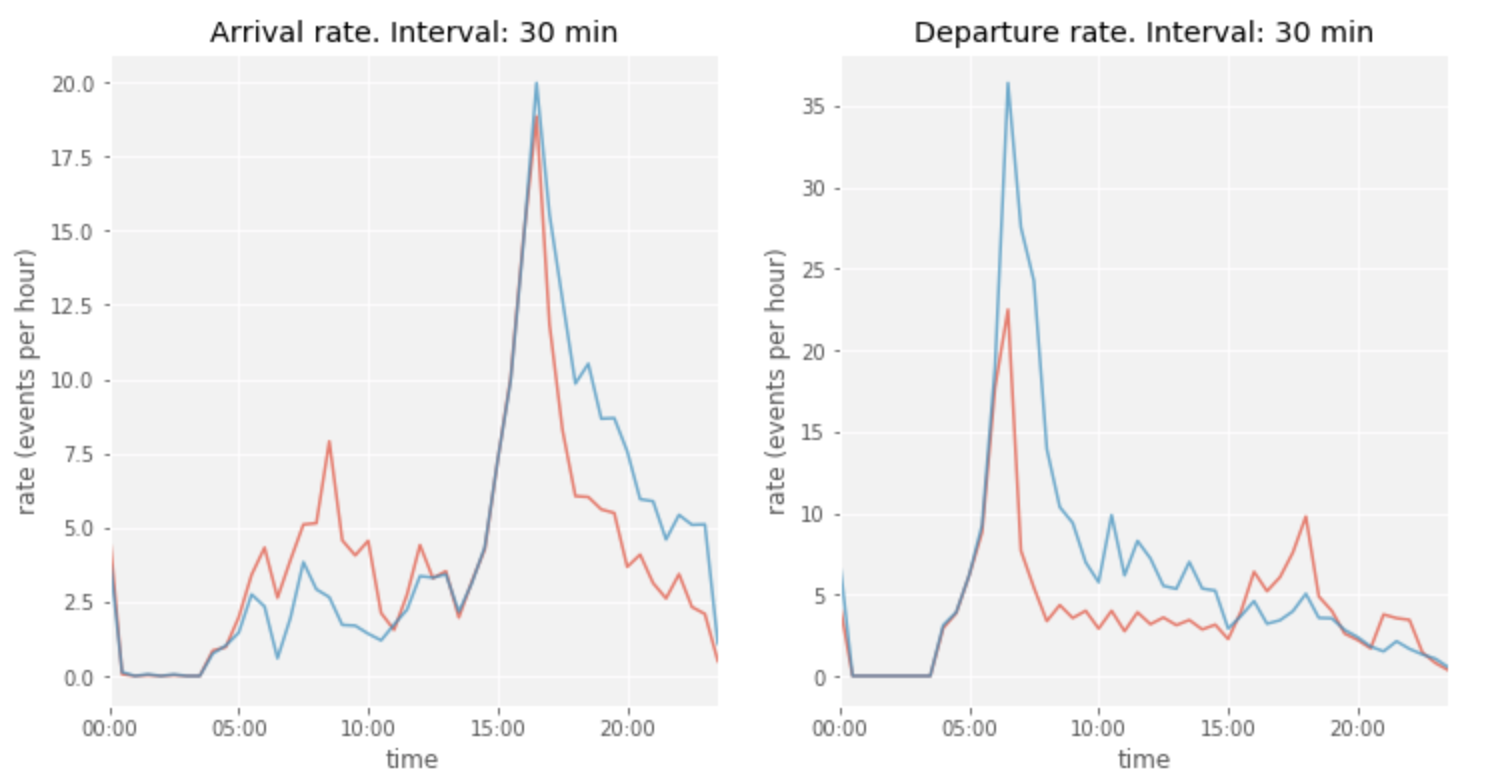 Arrival rate. Interval: 30 min
rate (events per hour)
20.0
17.5
15.0
12.5
10.0
7.5
5.0
2.5
0.0
00:00 05:00 10:00 15:00 20:00
time
Departure rate. Interval: 30 min
rate (events per hour)
35
30
25
20
15
10
5
0
00:00 05:00 10:00 15:00 20:00
time